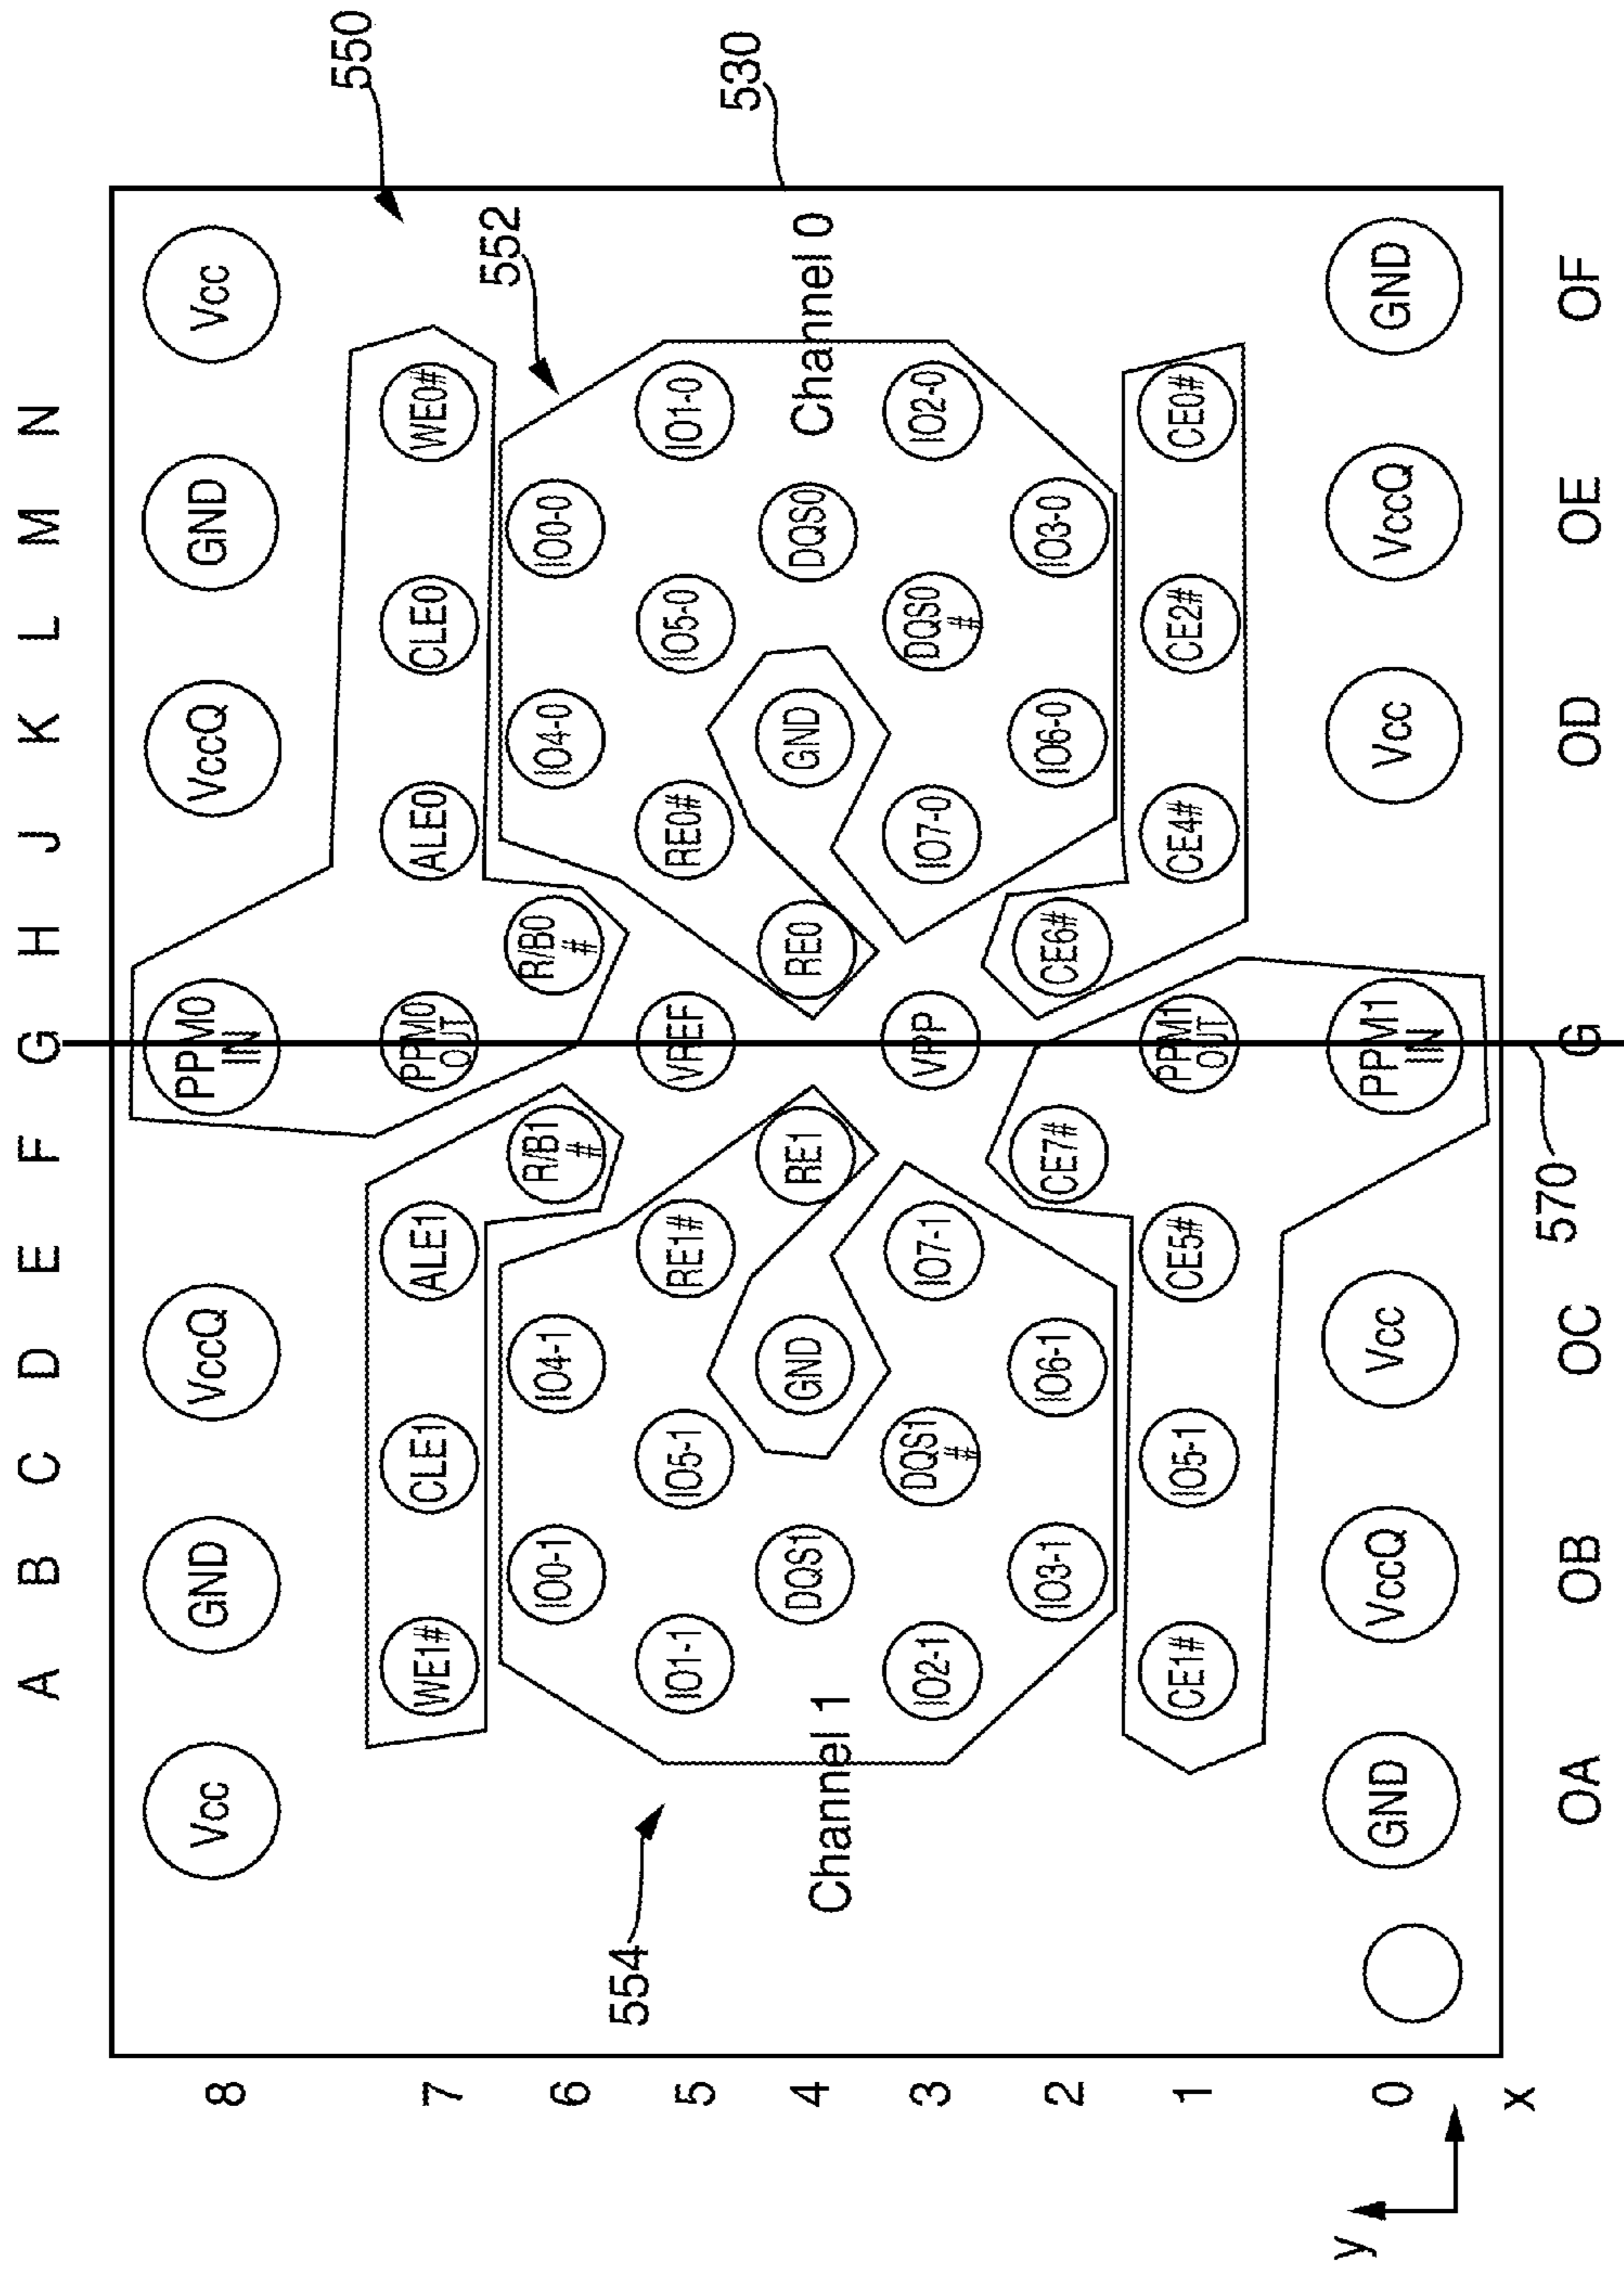 550
530
552
554
570
A B C D E F G H J K L M N
8
Vcc
GND
VccQ
PPM0
IN
VccQ
GND
Vcc
7
WE1#
CLE1
ALE1
PPM0
OUT
ALE0
CLE0
WE0#
6
IO0-1
IO4-1
R/B1
#
R/B0
#
IO4-0
IO0-0
5
IO1-1
IO5-1
RE1#
VREF
RE0#
IO5-0
IO1-0
4
Channel 1
DQS1
GND
RE1
RE0
GND
DQS0
Channel 0
3
IO2-1
DQS1
#
IO7-1
VPP
IO7-0
DQS0
#
IO2-0
2
IO3-1
IO6-1
CE7#
CE6#
IO6-0
IO3-0
1
CE1#
IO5-1
CE5#
PPM1
OUT
CE4#
CE2#
CE0#
0
GND
VccQ
Vcc
PPM1
IN
Vcc
VccQ
GND
OA OB OC G OD OE OF
y
x